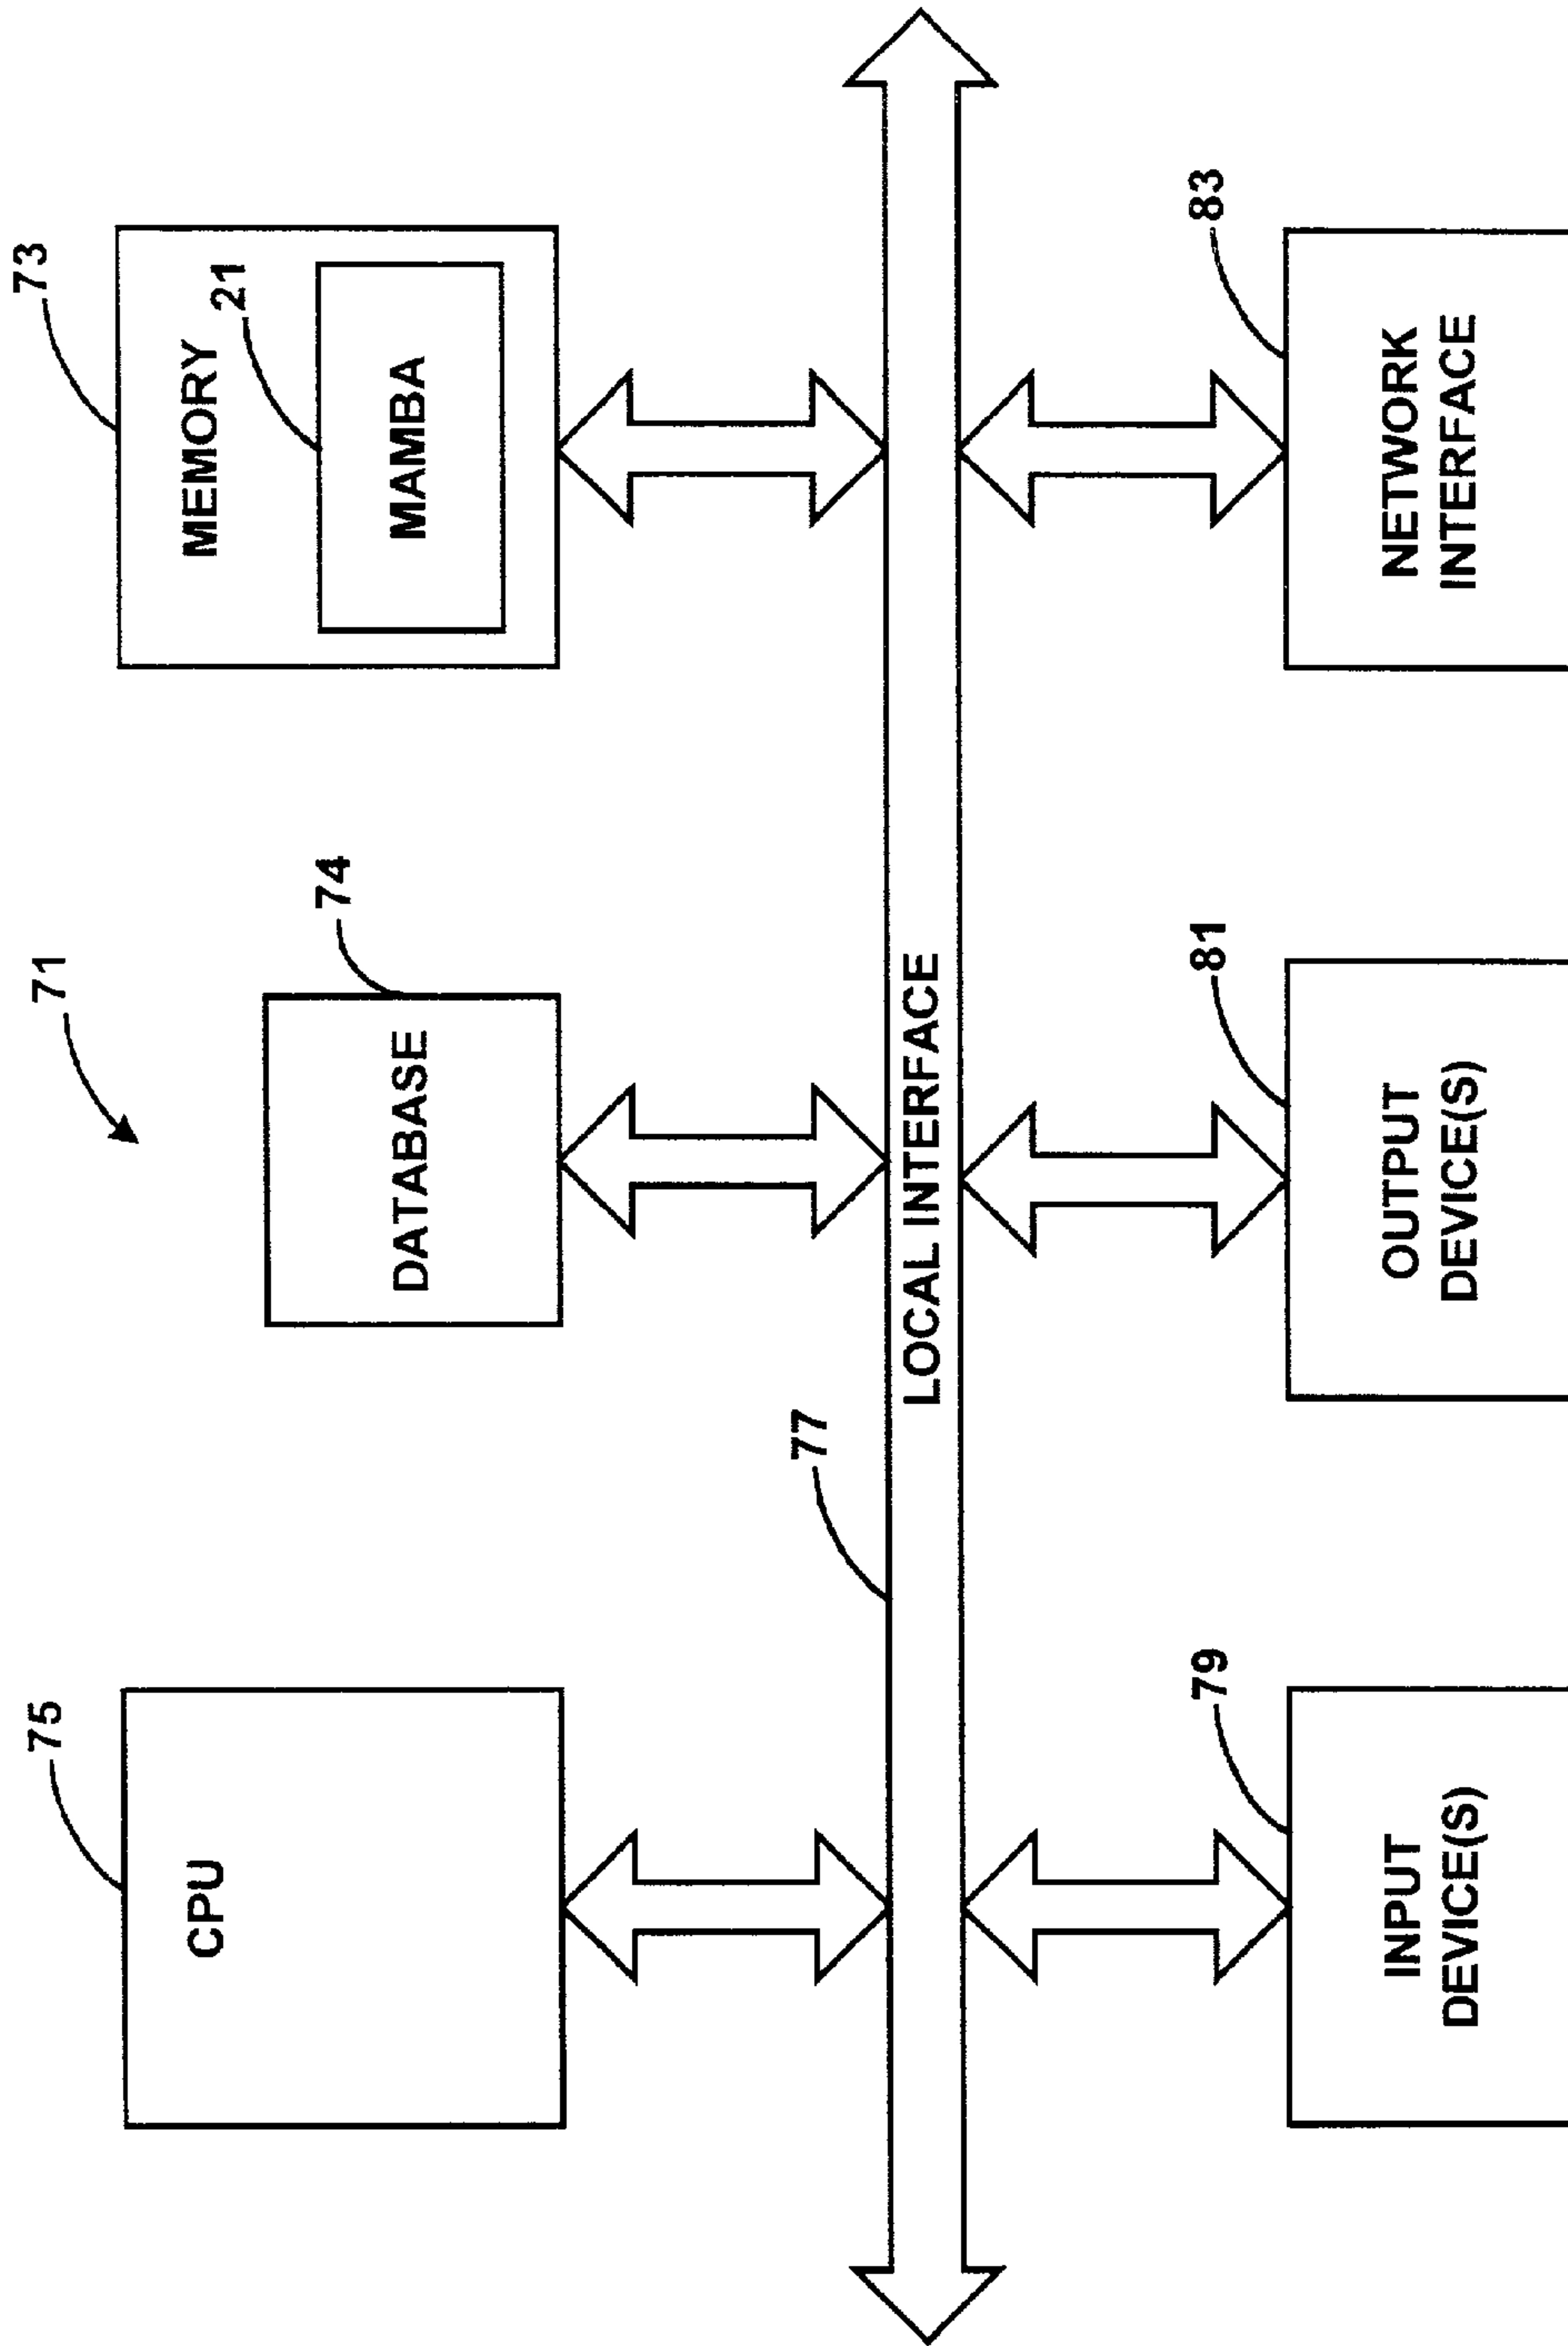 71
75
CPU
74
DATABASE
73
MEMORY
21
MAMBA
77
LOCAL INTERFACE
79
INPUT
DEVICE(S)
81
OUTPUT
DEVICE(S)
83
NETWORK
INTERFACE